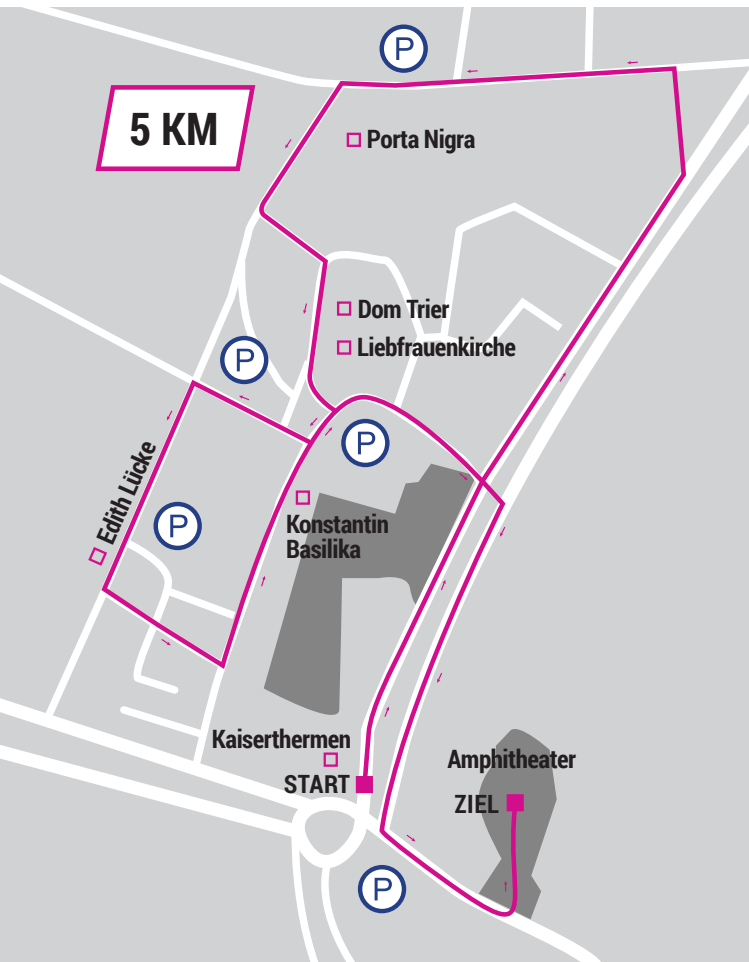 P
5 KM
Porta Nigra
Dom Trier
Liebfrauenkirche
P
P
Edith Lücke
P
Konstantin
Basilika
Kaiserthermen
START
Amphitheater
ZIEL
P